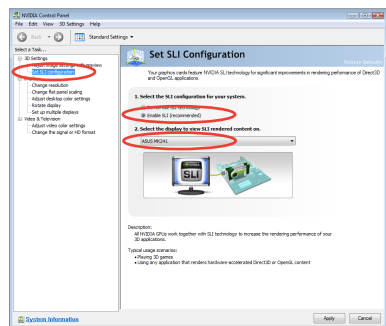 NVIDIA Control Panel
File Edit View 3D Settings Help
Back Standard Settings
Select a Task...
3D Settings
Set SLI configuration
Change resolution
Change flat panel scaling
Adjust desktop color settings
Rotate display
Set up multiple displays
Video & Television
Adjust video color settings
Change the signal or HD format
System Information
Set SLI Configuration
Restore Defaults
Your graphics cards feature NVIDIA SLI technology for significant improvements in rendering performance of Direct3D
and OpenGL applications.
1. Select the SLI configuration for your system.
Enable SLI (recommended)
2. Select the display to view SLI rendered content on.
ASUS MK241
SLI
Description:
All NVIDIA GPUs work together with SLI technology to increase the rendering performance of your
3D applications.
Typical usage scenarios:
• Playing 3D games
• Using any application that renders hardware-accelerated Direct3D or OpenGL content
Apply Cancel